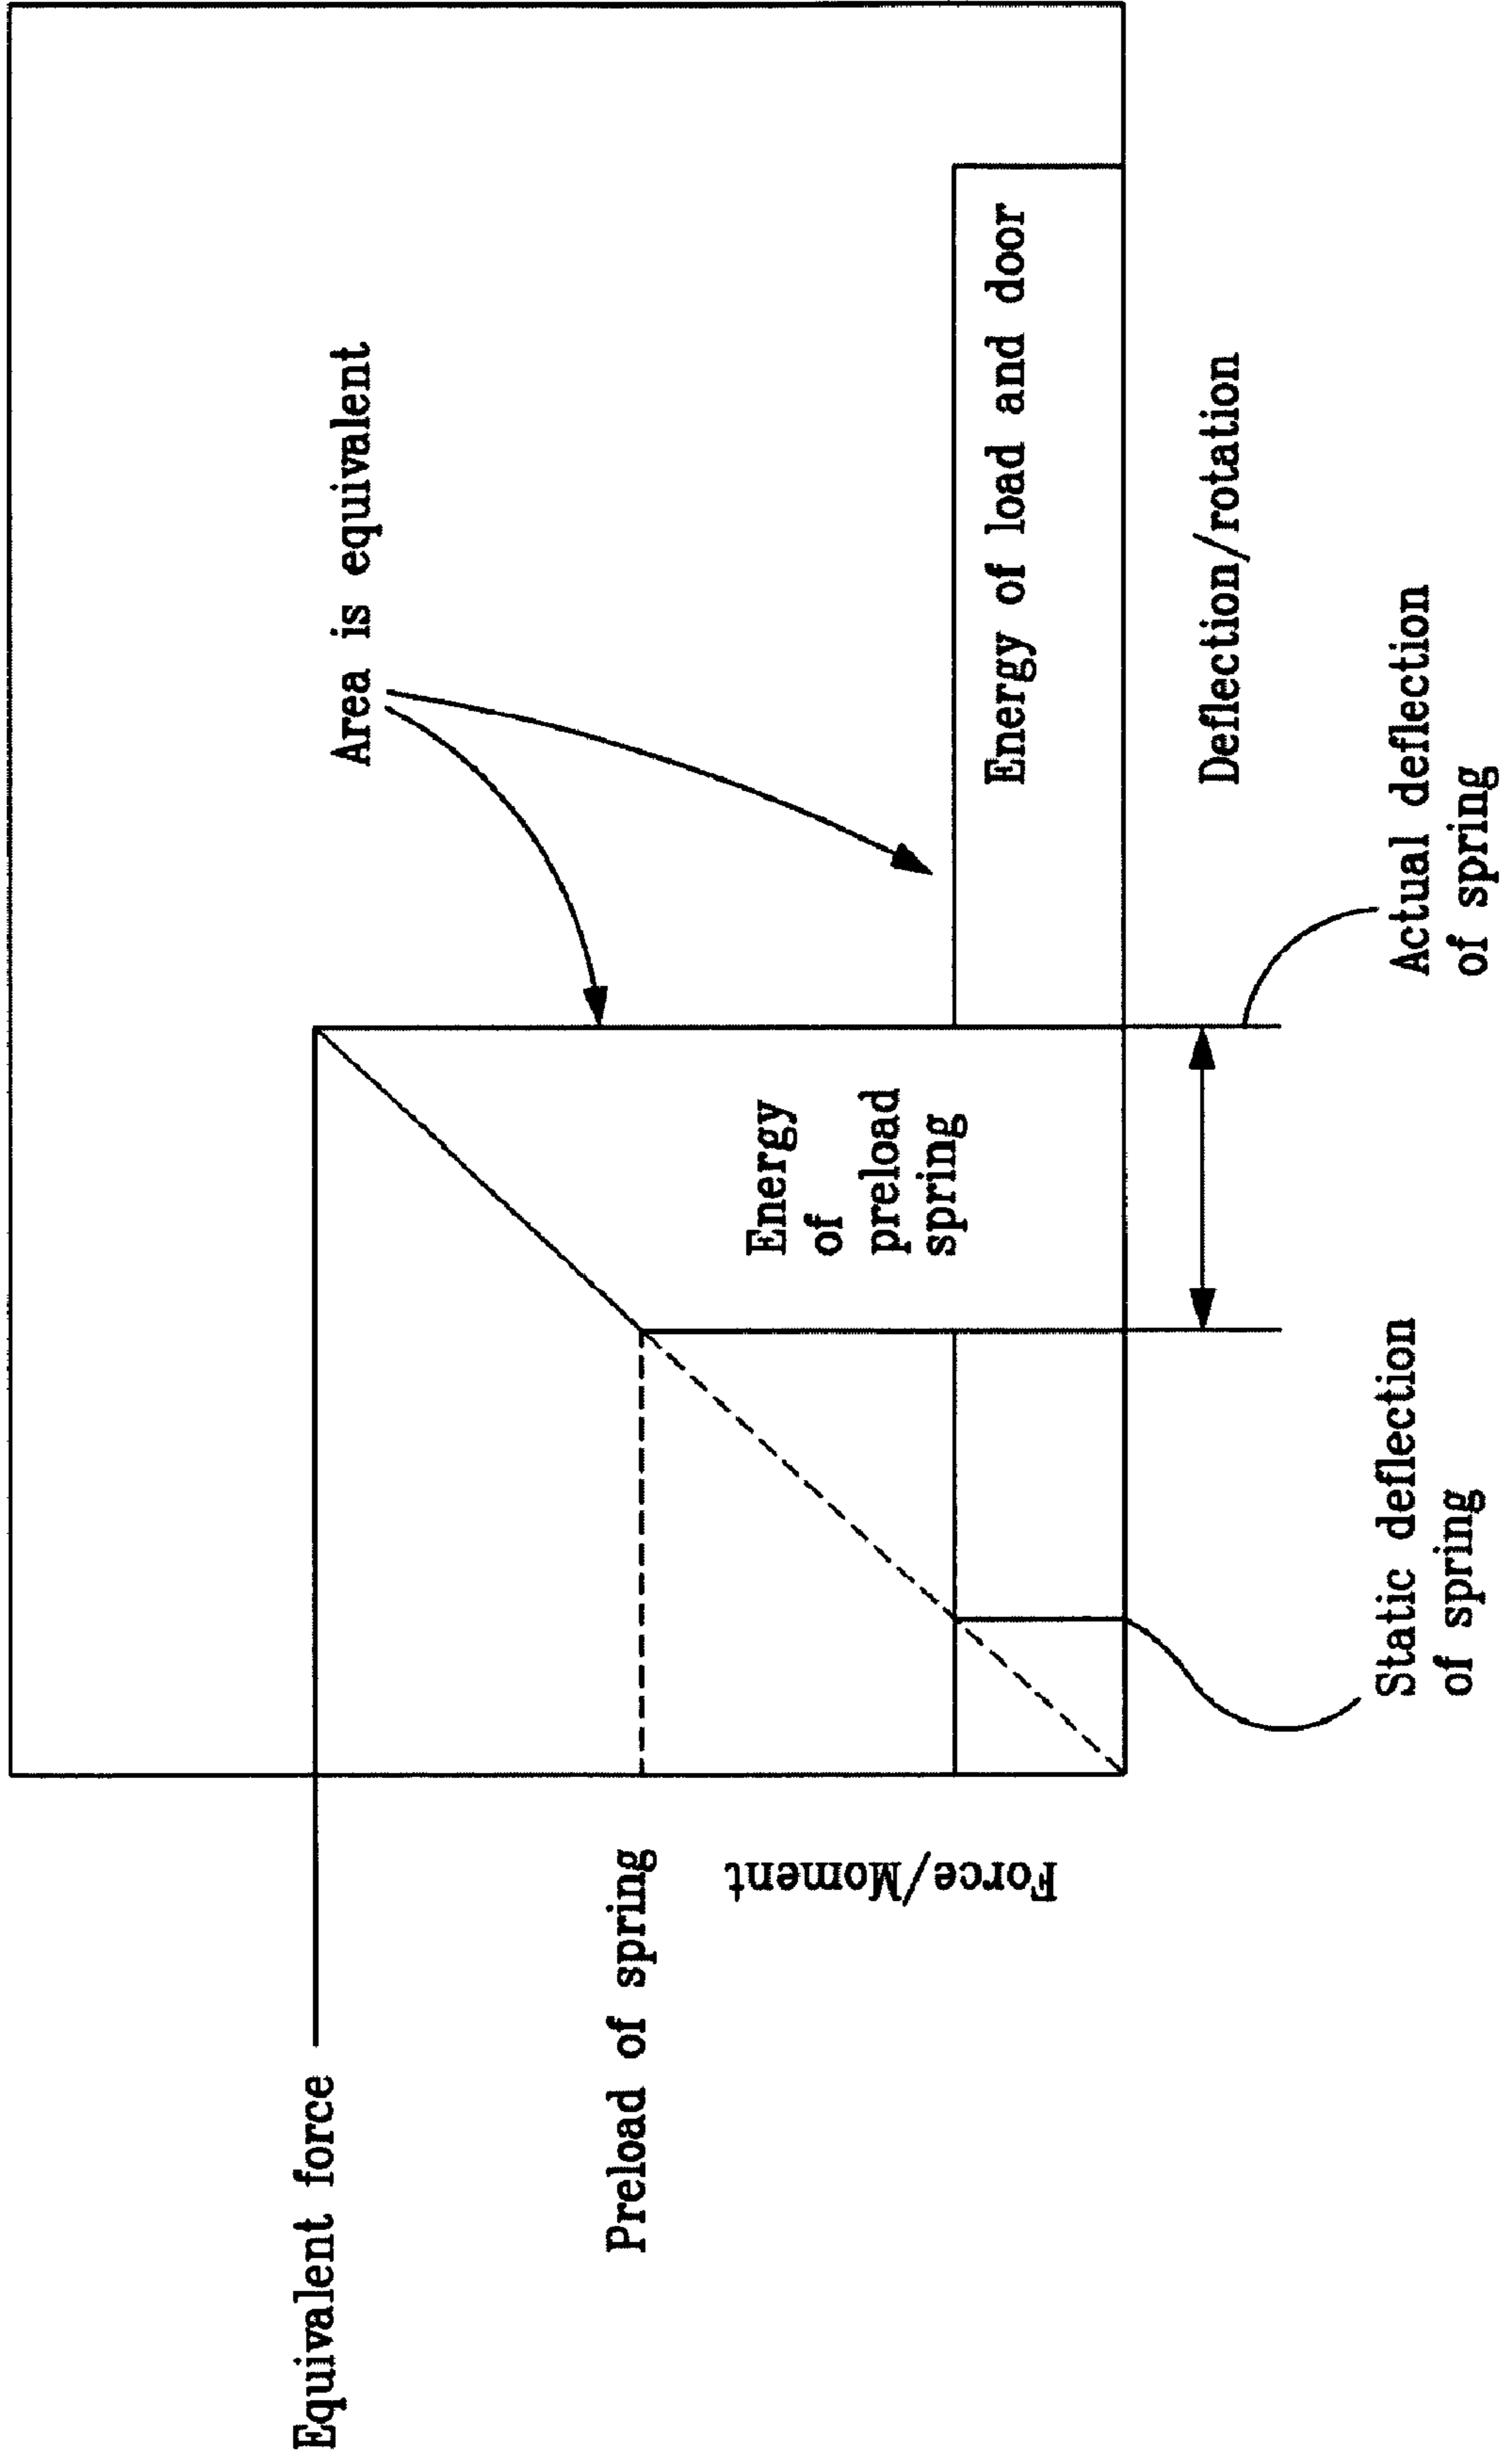 Equivalent force
Area is equivalent
Preload of spring
Force/Moment
Energy
of
preload
spring
Energy of load and door
Deflection/rotation
Static deflection
of spring
Actual deflection
of spring